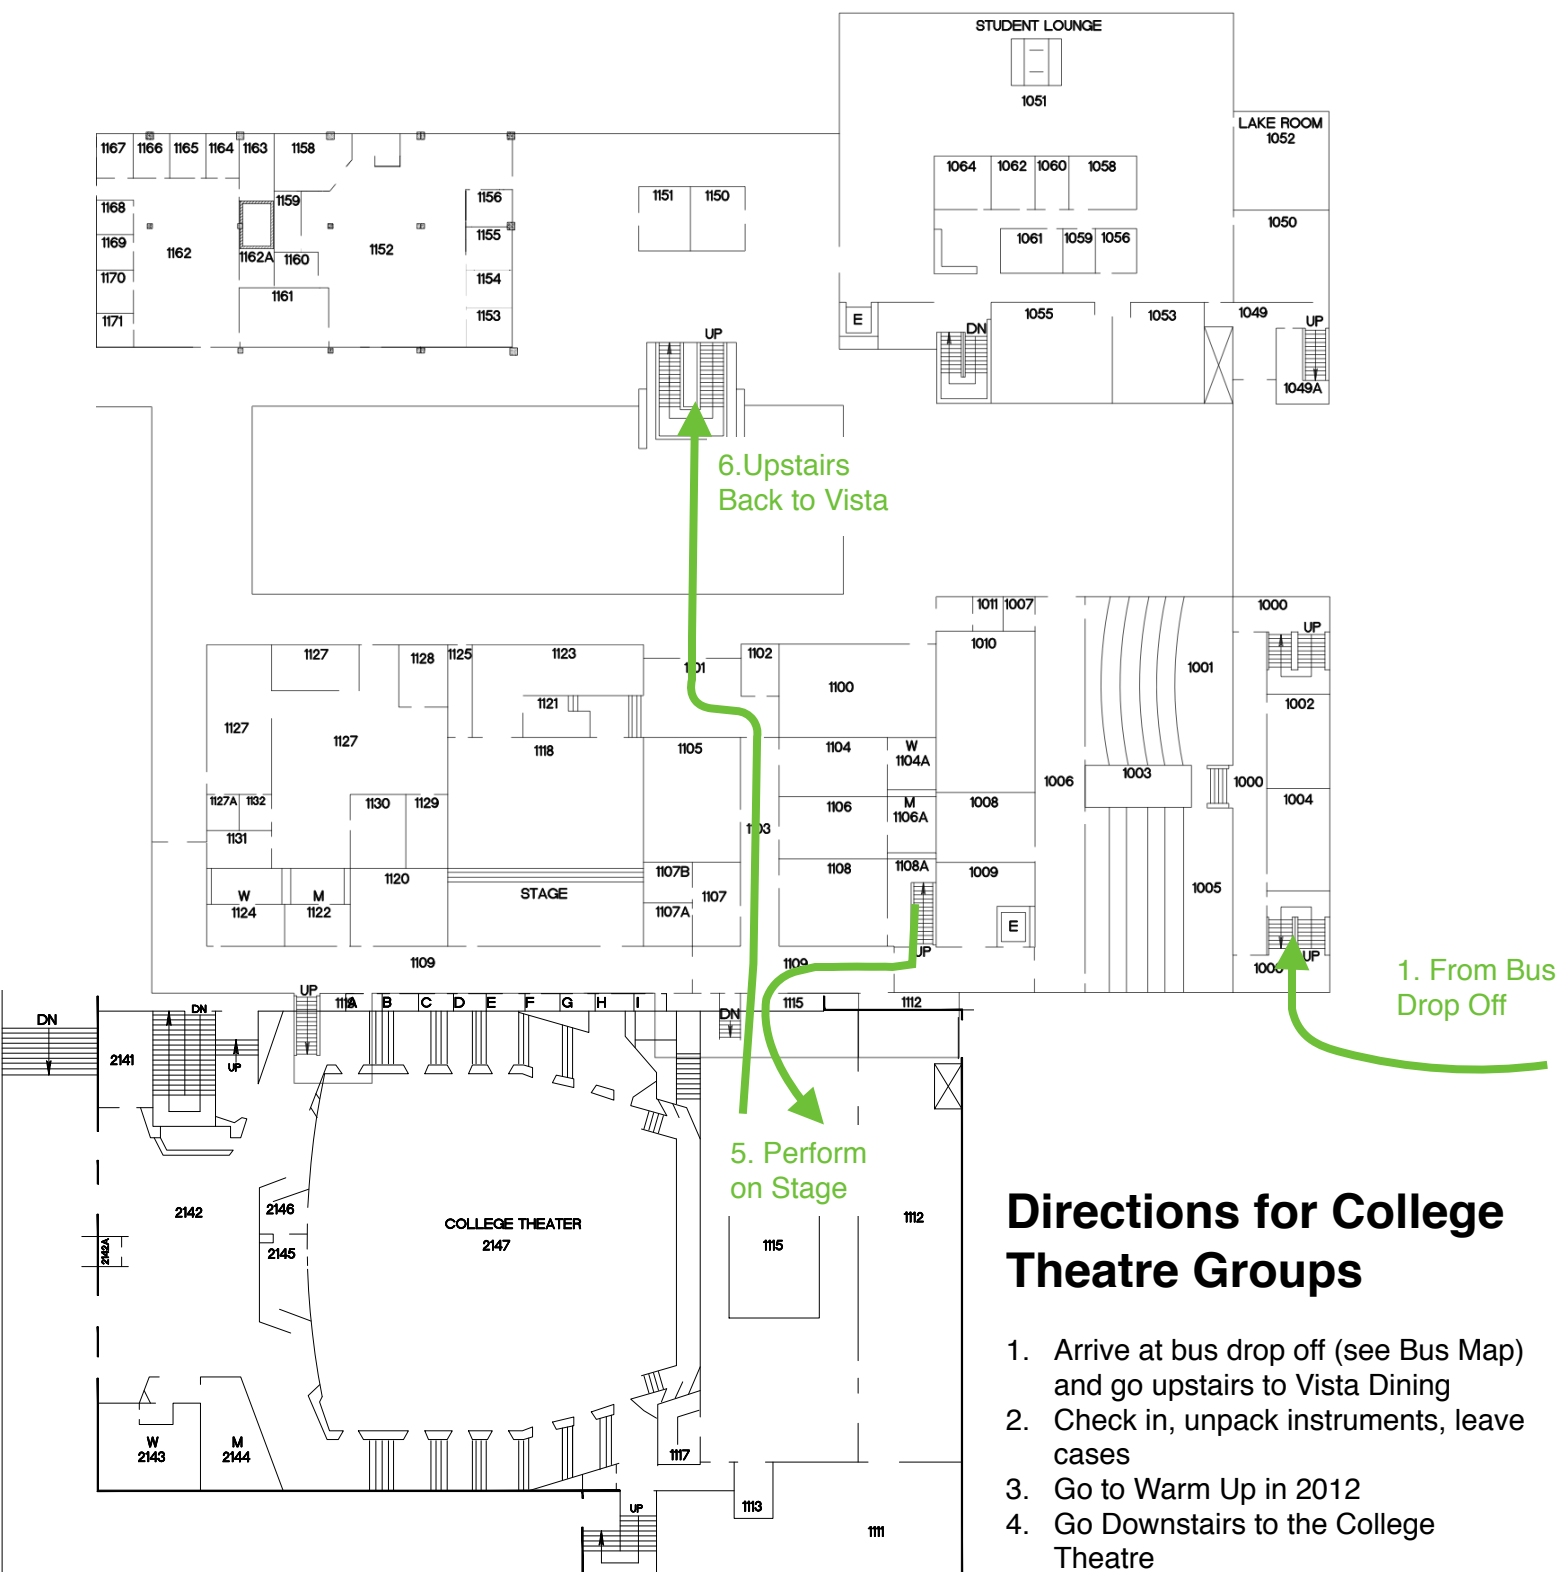 STUDENT LOUNGE
1051
LAKE ROOM
1052
1167 1166 1165 1164 1163 1158
1064 1062 1060 1058
1168
1159
1156
1151 1150
1050
1169
1162
1162A 1160
1152
1155
1061 1059 1056
1170
1161
1154
1171
1153
E
1055
1053
1049
UP
DN
UP
1049A
6.Upstairs
Back to Vista
1011 1007
1000
UP
1127
1128
1125
1123
1101
1102
1010
1001
1100
1121
1002
1127
1127
1118
1105
1104
W
1104A
1006
1003
1000
1127A 1132
1130
1129
1106
M
1106A
1008
1004
1131
1103
1120
1107B
1108
1108A
1009
W
M
STAGE
1107
1005
1124
1122
1107A
E
UP
UP
1109
1109
1. From Bus
Drop Off
UP
A B C D E F G H I
1115
1112
DN
DN
DN
2141
UP
5. Perform
on Stage
2142
2146
COLLEGE THEATER
2147
1112
2142A
2145
1115
Directions for College
Theatre Groups
1. Arrive at bus drop off (see Bus Map)
and go upstairs to Vista Dining
2. Check in, unpack instruments, leave
cases
3. Go to Warm Up in 2012
4. Go Downstairs to the College
Theatre
W
2143
M
2144
1117
UP
1113
1111